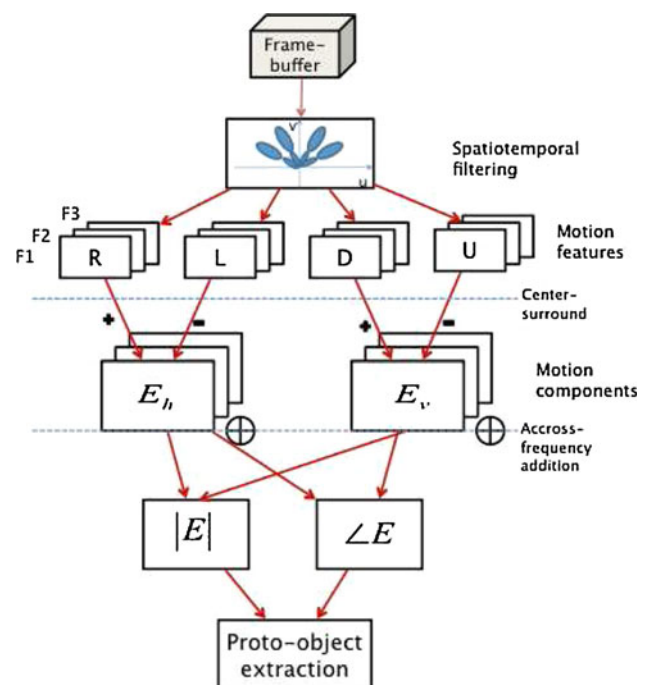 Frame-
buffer
v
u
Spatiotemporal
filtering
F3
F2
F1
R
L
D
U
Motion
features
Center-
surround
+
-
+
-
E_h
E_v
Motion
components
Accross-
frequency
addition
|E|
∠E
Proto-object
extraction